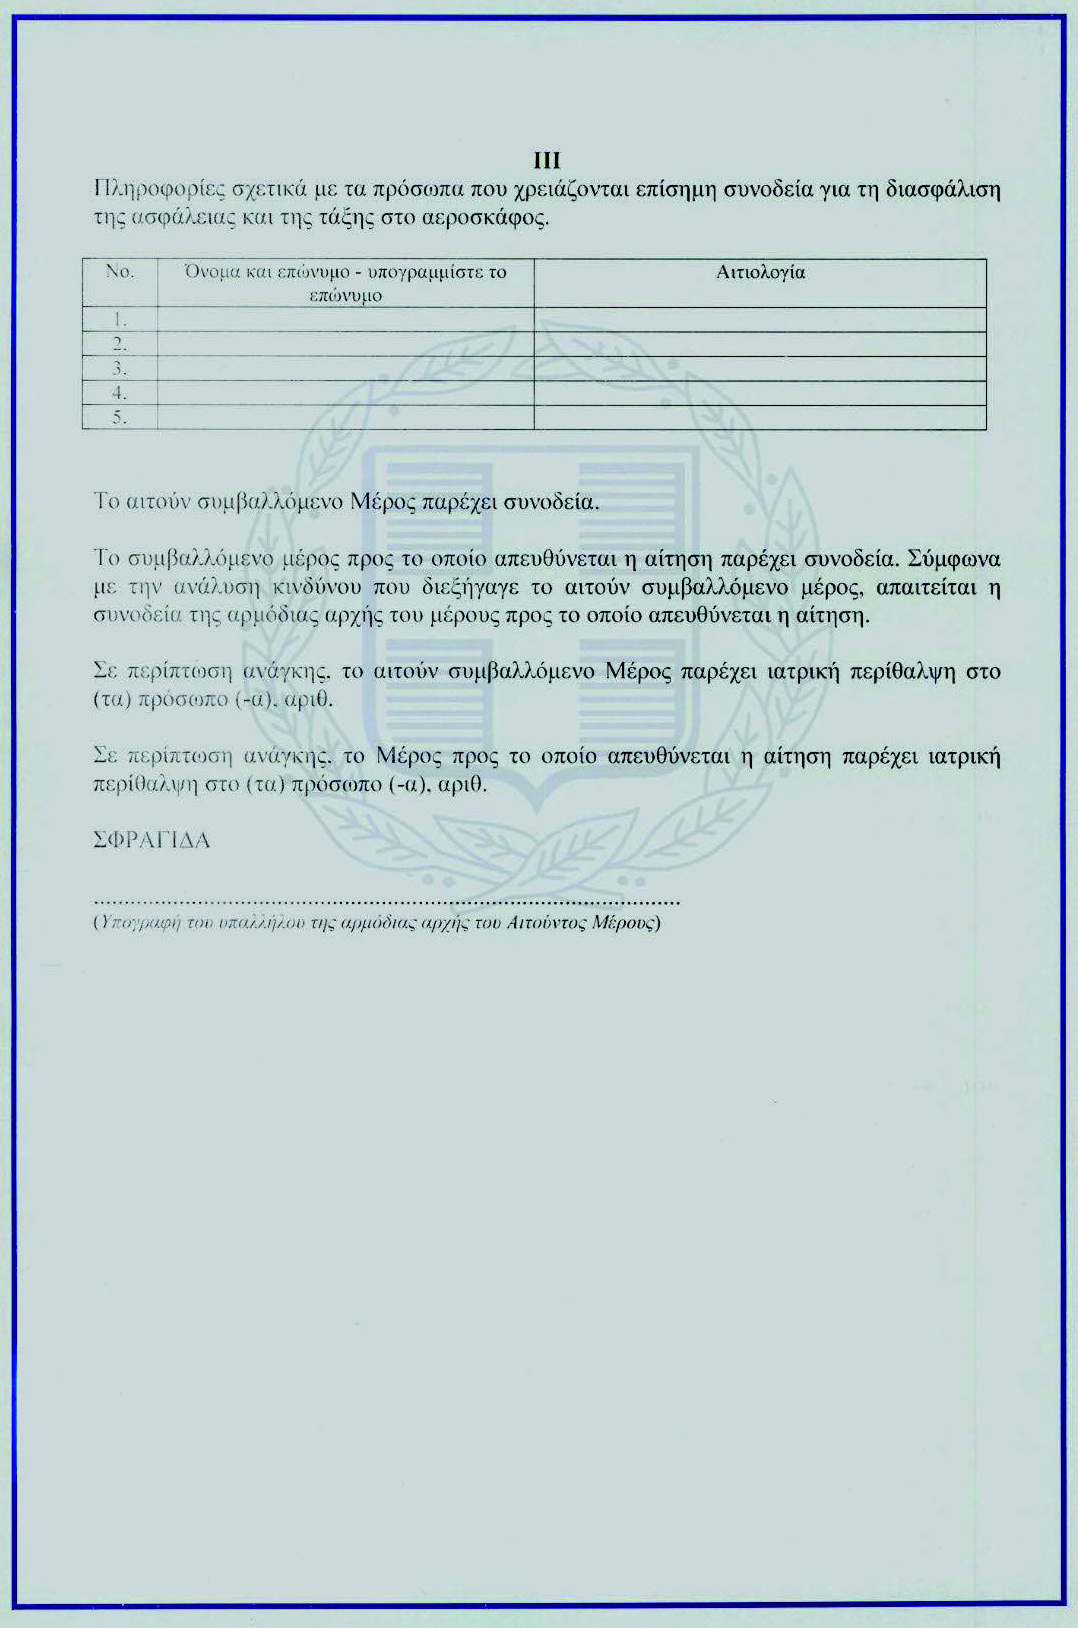 III
Πληροφορίες σχετικά με τα πρόσωπα που χρειάζονται επίσημη συνοδεία για τη διασφάλιση
της ασφάλειας και της τάξης στο αεροσκάφος.
No. Όνομα και επώνυμο - υπογραμμίστε το Αιτιολογία
επώνυμο
1.
2.
3.
4.
5.
Το αιτούν συμβαλλόμενο Μέρος παρέχει συνοδεία.
Το συμβαλλόμενο μέρος προς το οποίο απευθύνεται η αίτηση παρέχει συνοδεία. Σύμφωνα
με την ανάλυση κινδύνου που διεξήγαγε το αιτούν συμβαλλόμενο μέρος, απαιτείται η
συνοδεία της αρμόδιας αρχής του μέρους προς το οποίο απευθύνεται η αίτηση.
Σε περίπτωση ανάγκης, το αιτούν συμβαλλόμενο Μέρος παρέχει ιατρική περίθαλψη στο
(τα) πρόσωπο (-α), αριθ.
Σε περίπτωση ανάγκης, το Μέρος προς το οποίο απευθύνεται η αίτηση παρέχει ιατρική
περίθαλψη στο (τα) πρόσωπο (-α), αριθ.
ΣΦΡΑΓΙΔΑ
..........................................................................................
(Υπογραφή του υπαλλήλου της αρμόδιας αρχής του Αιτούντος Μέρους)